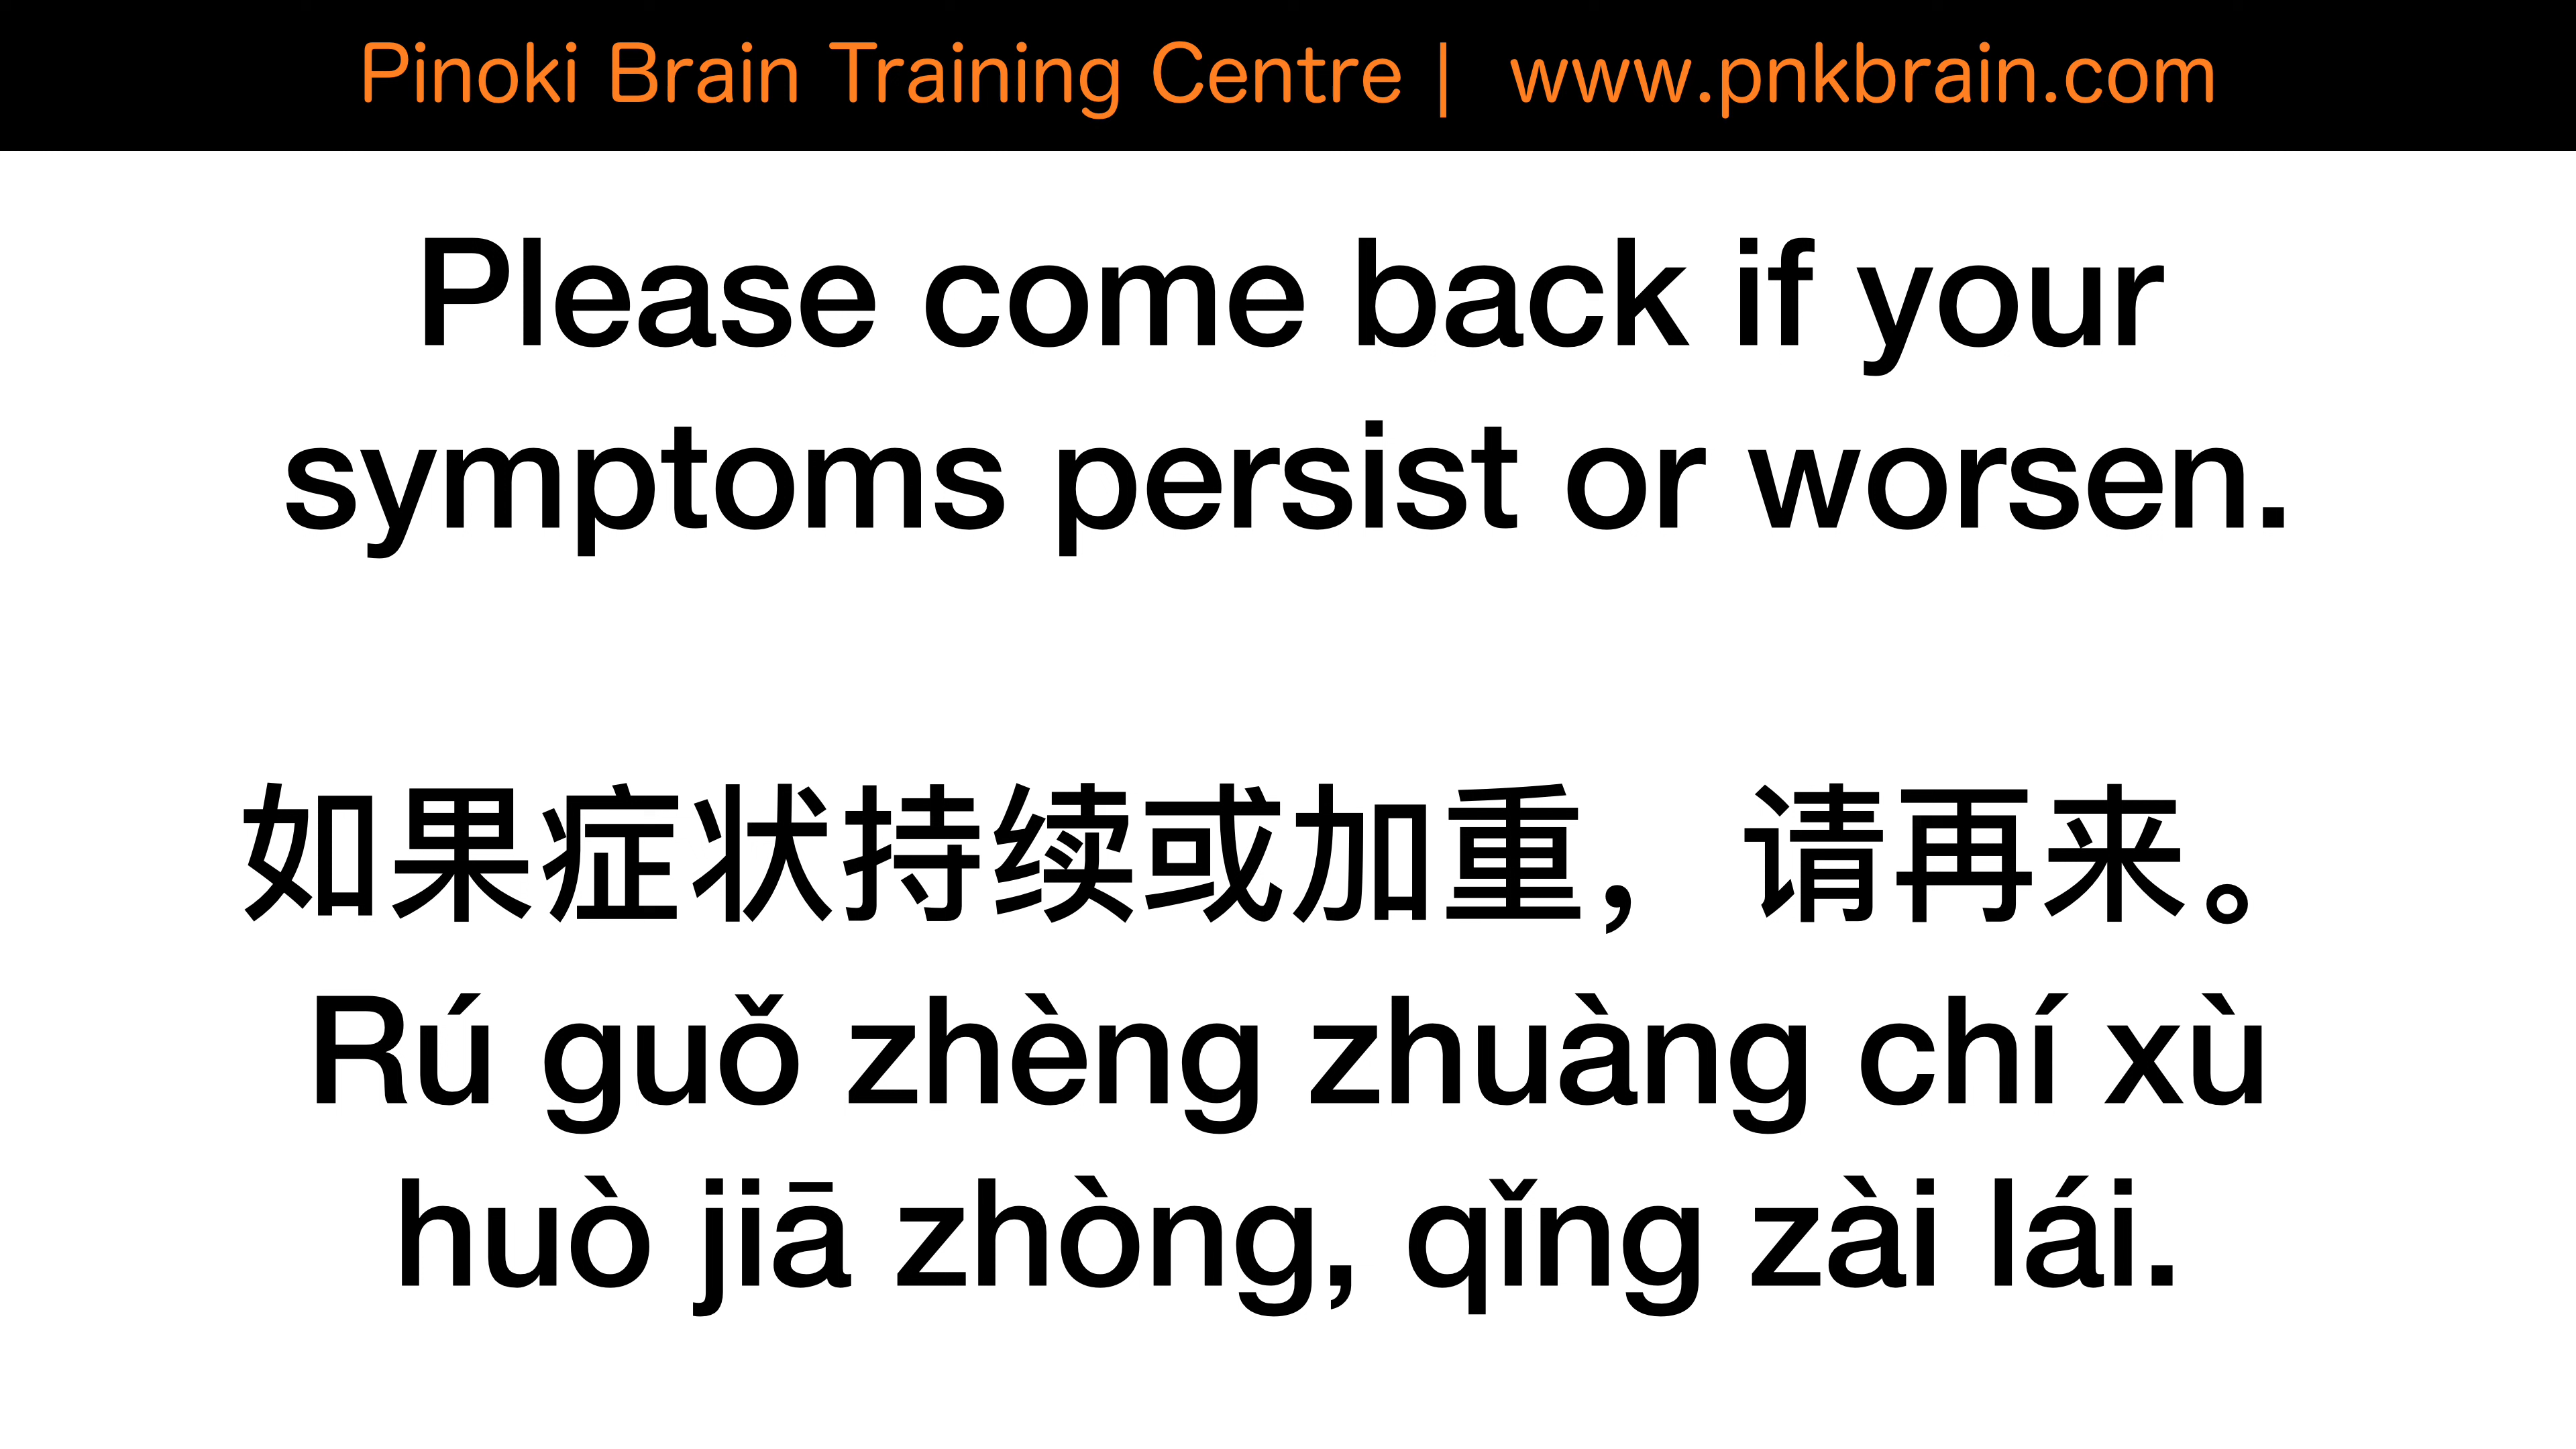 Pinoki Brain Training Centre | www.pnkbrain.com
Please come back if your
symptoms persist or worsen.
如果症状持续或加重，请再来。
Rú guǒ zhèng zhuàng chí xù
huò jiā zhòng, qǐng zài lái.